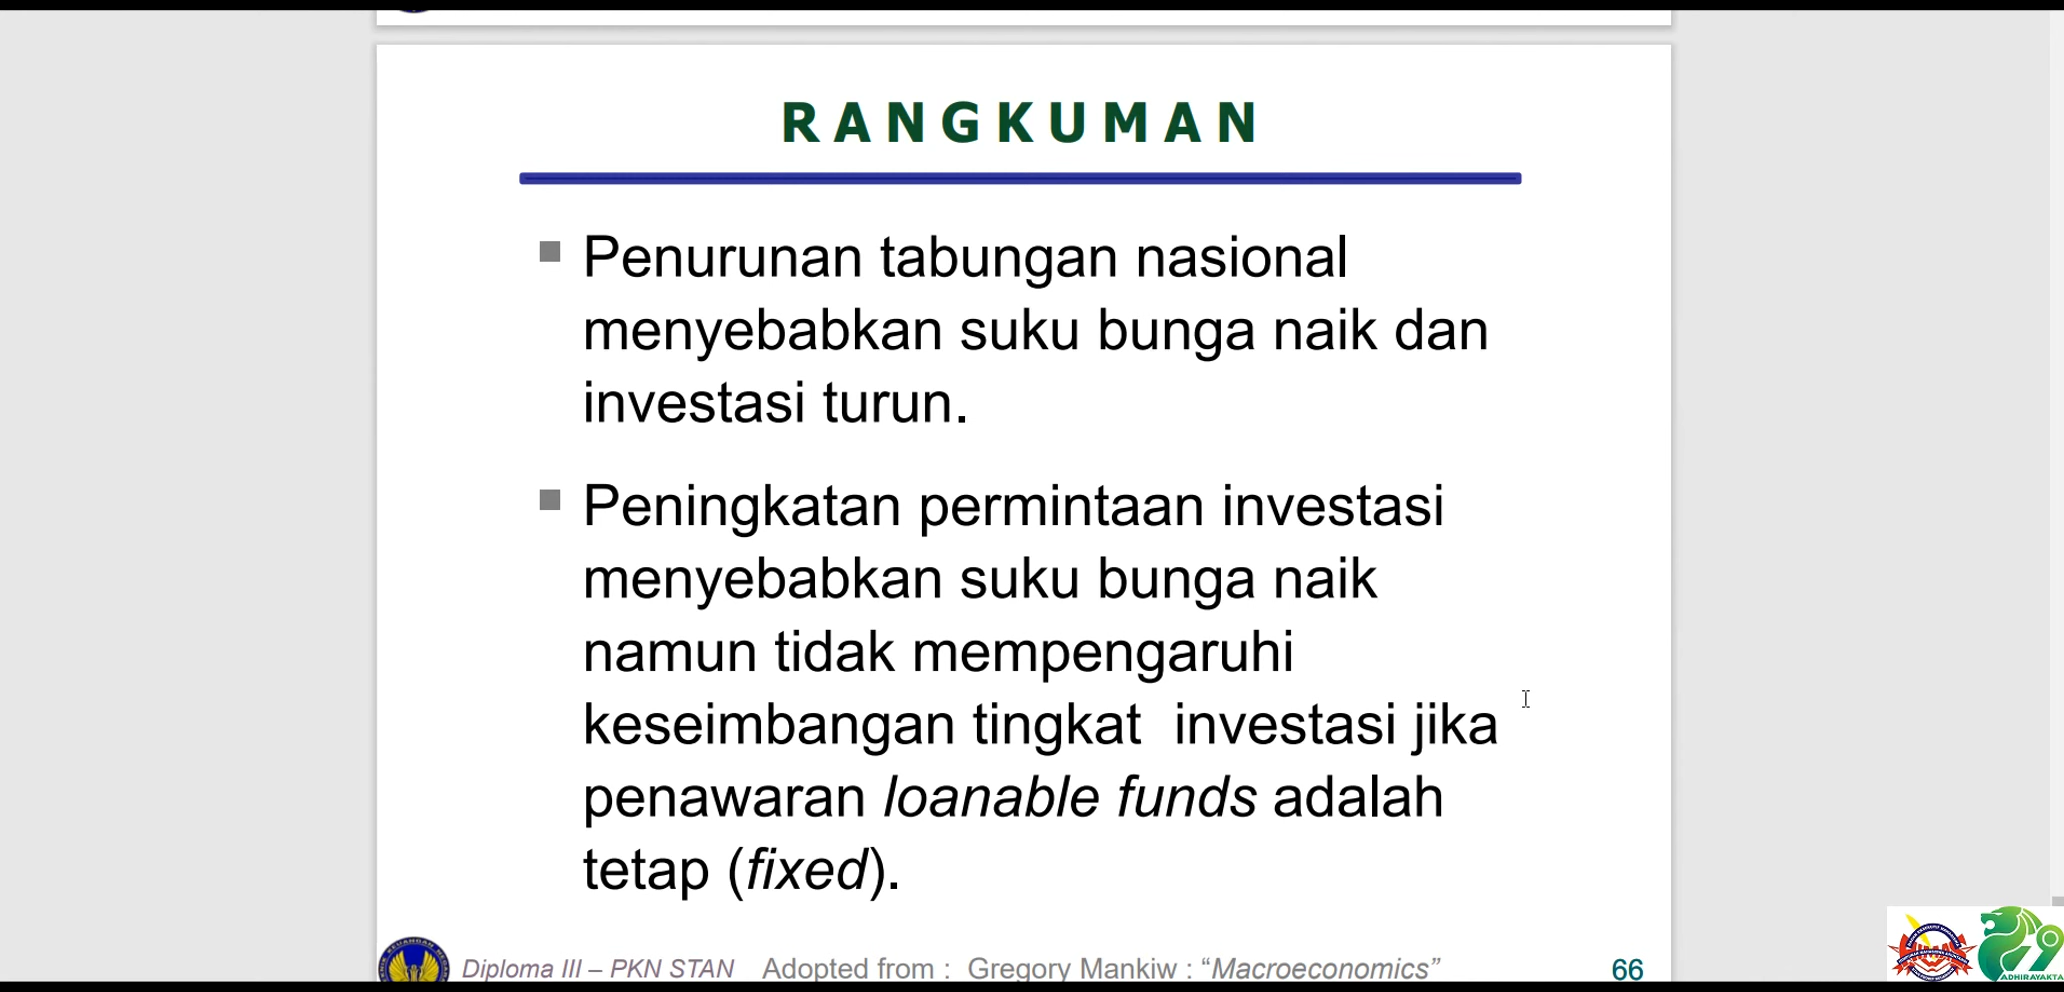 RANGKUMAN
Penurunan tabungan nasional
menyebabkan suku bunga naik dan
investasi turun.
Peningkatan permintaan investasi
menyebabkan suku bunga naik
namun tidak mempengaruhi
keseimbangan tingkat investasi jika
penawaran loanable funds adalah
tetap (fixed).
Diploma III – PKN STAN Adopted from : Gregory Mankiw : “Macroeconomics” 66
79
ADHIRAYAKTA